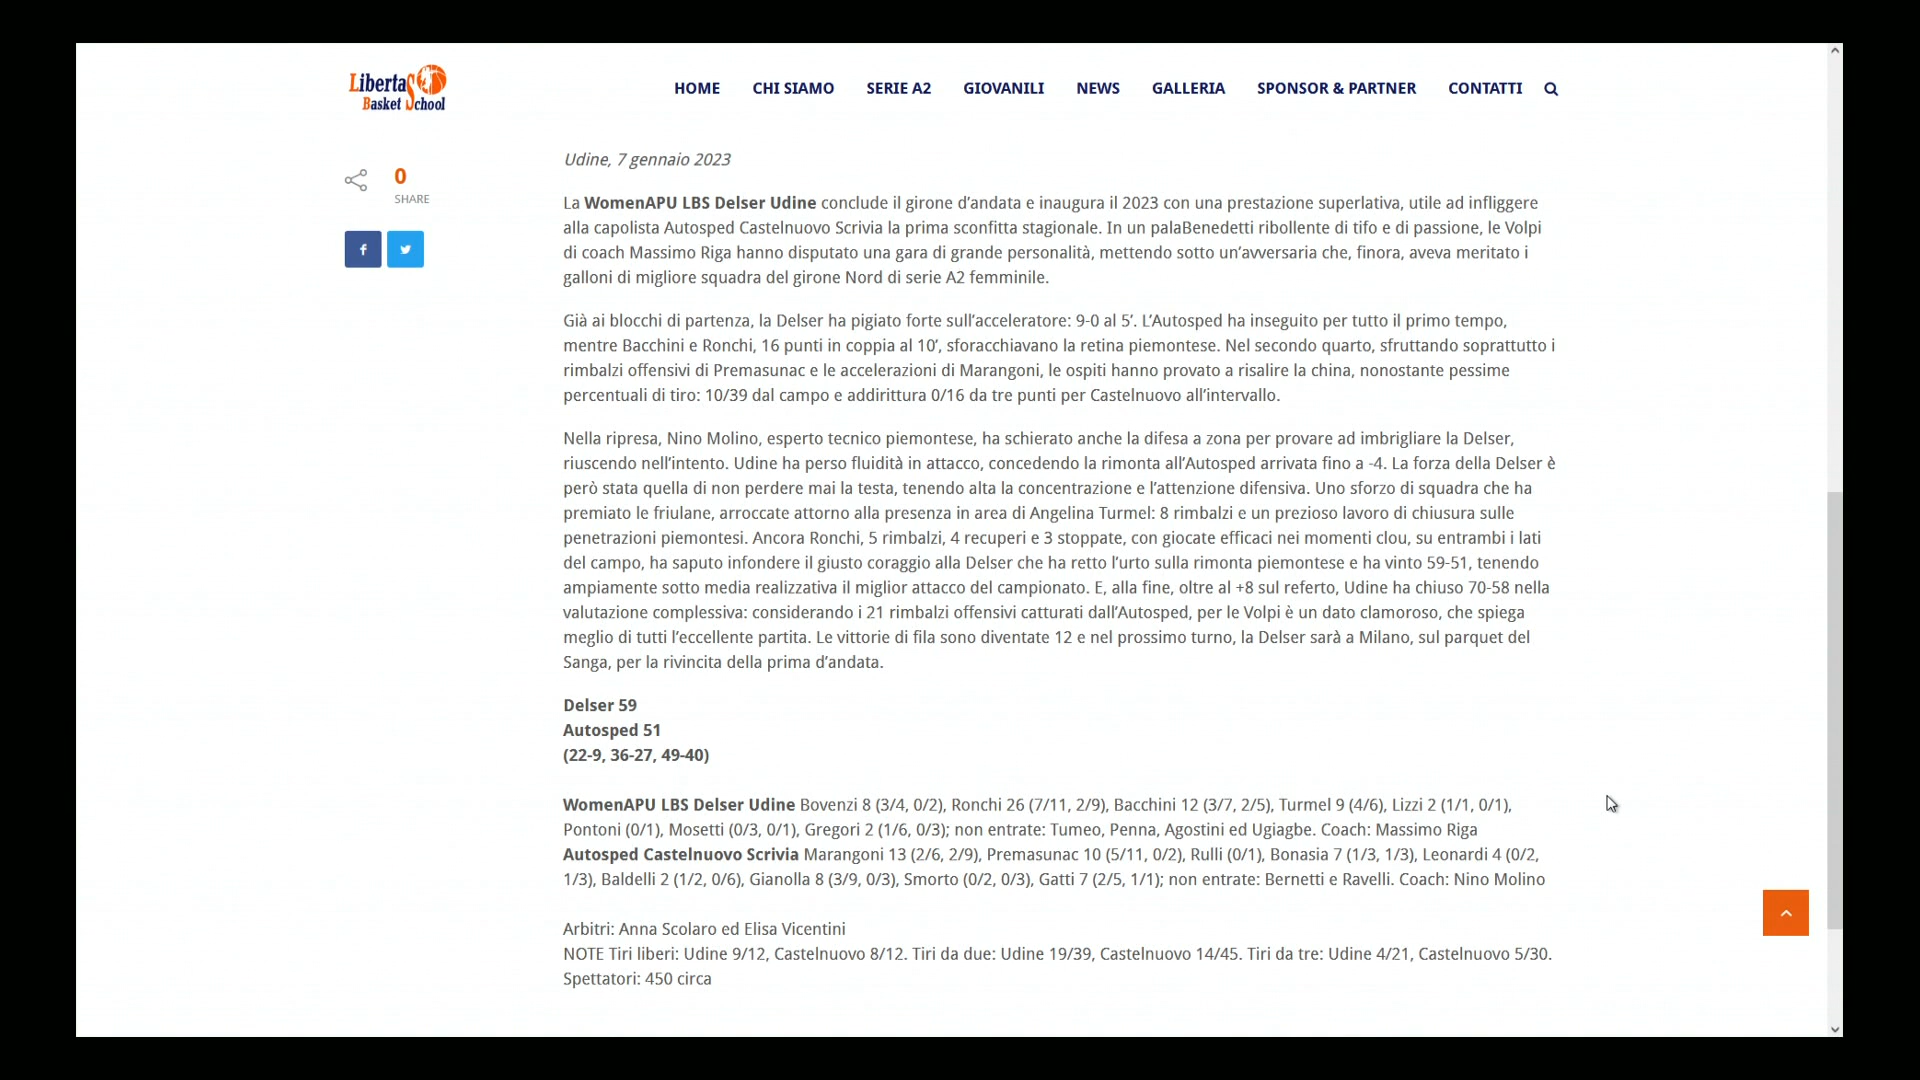 Libertas
Basket School
HOME CHI SIAMO SERIE A2 GIOVANILI NEWS GALLERIA SPONSOR & PARTNER CONTATTI
0
SHARE
Udine, 7 gennaio 2023
La WomenAPU LBS Delser Udine conclude il girone d’andata e inaugura il 2023 con una prestazione superlativa, utile ad infliggere
alla capolista Autosped Castelnuovo Scrivia la prima sconfitta stagionale. In un palaBenedetti ribollente di tifo e di passione, le Volpi
di coach Massimo Riga hanno disputato una gara di grande personalità, mettendo sotto un’avversaria che, finora, aveva meritato i
galloni di migliore squadra del girone Nord di serie A2 femminile.
Già ai blocchi di partenza, la Delser ha pigiato forte sull’acceleratore: 9-0 al 5’. L’Autosped ha inseguito per tutto il primo tempo,
mentre Bacchini e Ronchi, 16 punti in coppia al 10’, sforacchiavano la retina piemontese. Nel secondo quarto, sfruttando soprattutto i
rimbalzi offensivi di Premasunac e le accelerazioni di Marangoni, le ospiti hanno provato a risalire la china, nonostante pessime
percentuali di tiro: 10/39 dal campo e addirittura 0/16 da tre punti per Castelnuovo all’intervallo.
Nella ripresa, Nino Molino, esperto tecnico piemontese, ha schierato anche la difesa a zona per provare ad imbrigliare la Delser,
riuscendo nell’intento. Udine ha perso fluidità in attacco, concedendo la rimonta all’Autosped arrivata fino a -4. La forza della Delser è
però stata quella di non perdere mai la testa, tenendo alta la concentrazione e l’attenzione difensiva. Uno sforzo di squadra che ha
premiato le friulane, arroccate attorno alla presenza in area di Angelina Turmel: 8 rimbalzi e un prezioso lavoro di chiusura sulle
penetrazioni piemontesi. Ancora Ronchi, 5 rimbalzi, 4 recuperi e 3 stoppate, con giocate efficaci nei momenti clou, su entrambi i lati
del campo, ha saputo infondere il giusto coraggio alla Delser che ha retto l’urto sulla rimonta piemontese e ha vinto 59-51, tenendo
ampiamente sotto media realizzativa il miglior attacco del campionato. E, alla fine, oltre al +8 sul referto, Udine ha chiuso 70-58 nella
valutazione complessiva: considerando i 21 rimbalzi offensivi catturati dall’Autosped, per le Volpi è un dato clamoroso, che spiega
meglio di tutti l’eccellente partita. Le vittorie di fila sono diventate 12 e nel prossimo turno, la Delser sarà a Milano, sul parquet del
Sanga, per la rivincita della prima d’andata.
Delser 59
Autosped 51
(22-9, 36-27, 49-40)
WomenAPU LBS Delser Udine Bovenzi 8 (3/4, 0/2), Ronchi 26 (7/11, 2/9), Bacchini 12 (3/7, 2/5), Turmel 9 (4/6), Lizzi 2 (1/1, 0/1),
Pontoni (0/1), Mosetti (0/3, 0/1), Gregori 2 (1/6, 0/3); non entrate: Tumeo, Penna, Agostini ed Ugiagbe. Coach: Massimo Riga
Autosped Castelnuovo Scrivia Marangoni 13 (2/6, 2/9), Premasunac 10 (5/11, 0/2), Rulli (0/1), Bonasia 7 (1/3, 1/3), Leonardi 4 (0/2,
1/3), Baldelli 2 (1/2, 0/6), Gianolla 8 (3/9, 0/3), Smorto (0/2, 0/3), Gatti 7 (2/5, 1/1); non entrate: Bernetti e Ravelli. Coach: Nino Molino
Arbitri: Anna Scolaro ed Elisa Vicentini
NOTE Tiri liberi: Udine 9/12, Castelnuovo 8/12. Tiri da due: Udine 19/39, Castelnuovo 14/45. Tiri da tre: Udine 4/21, Castelnuovo 5/30.
Spettatori: 450 circa